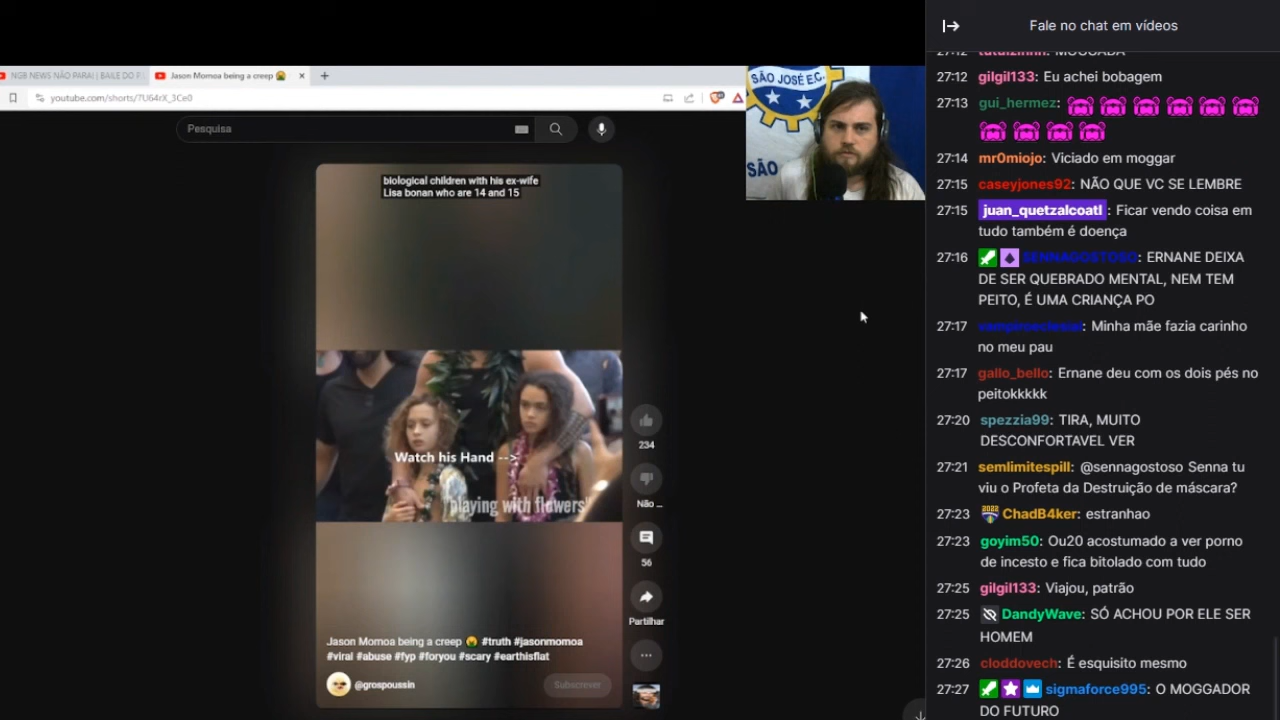 NGB NEWS NÃO PARA! | BAILE DO F
Jason Momoa being a creep
youtube.com/shorts/7U64rX_3Ce0
Pesquisa
biological children with his ex-wife
Lisa bonan who are 14 and 15
Watch his Hand -->
"playing with flowers"
234
Não ...
56
Partilhar
Jason Momoa being a creep 🤮 #truth #jasonmomoa
#viral #abuse #fyp #foryou #scary #earthisflat
@grospoussin
Subscrever
SÃO JOSÉ E.C.
SÃO
Fale no chat em vídeos
27:12 tutuizinhh: MOGGADA
27:12 gilgil133: Eu achei bobagem
27:13 gui_hermez:
27:14 mr0miojo: Viciado em moggar
27:15 caseyjones92: NÃO QUE VC SE LEMBRE
27:15 juan_quetzalcoatl: Ficar vendo coisa em
tudo também é doença
27:16 SENNAGOSTOSO: ERNANE DEIXA
DE SER QUEBRADO MENTAL, NEM TEM
PEITO, É UMA CRIANÇA PO
27:17 : Minha mãe fazia carinho
no meu pau
27:17 gallo_bello: Ernane deu com os dois pés no
peitokkkkk
27:20 spezzia99: TIRA, MUITO
DESCONFORTAVEL VER
27:21 semlimitespill: @sennagostoso Senna tu
viu o Profeta da Destruição de máscara?
27:23 ChadB4ker: estranhao
27:23 goyim50: Ou20 acostumado a ver porno
de incesto e fica bitolado com tudo
27:25 gilgil133: Viajou, patrão
27:25 DandyWave: SÓ ACHOU POR ELE SER
HOMEM
27:26 cloddovech: É esquisito mesmo
27:27 sigmaforce995: O MOGGADOR
DO FUTURO